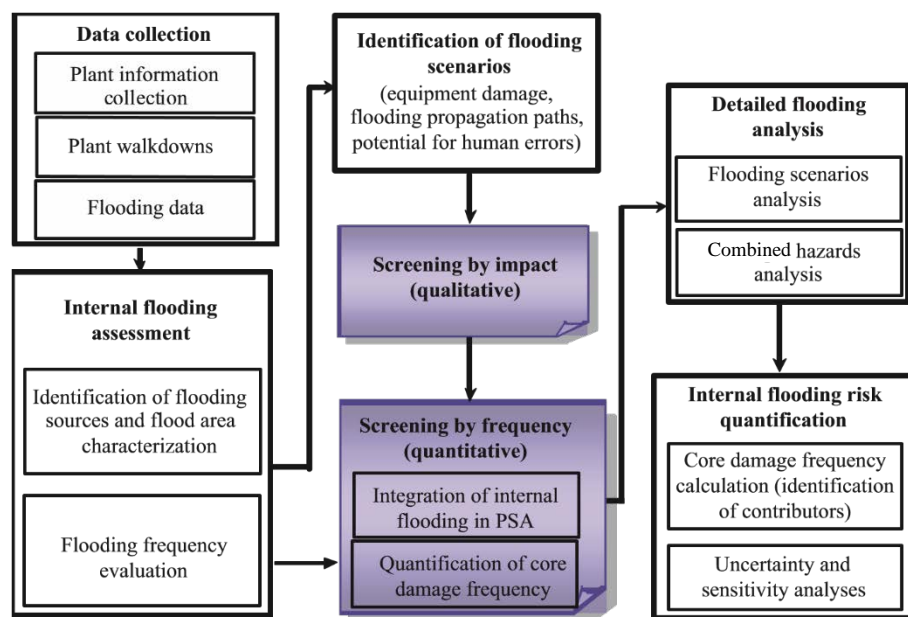 Data collection
Plant information
collection
Plant walkdowns
Flooding data
Internal flooding
assessment
Identification of flooding
sources and flood area
characterization
Flooding frequency
evaluation
Identification of flooding
scenarios
(equipment damage,
flooding propagation paths,
potential for human errors)
Screening by impact
(qualitative)
Screening by frequency
(quantitative)
Integration of internal
flooding in PSA
Quantification of core
damage frequency
Detailed flooding
analysis
Flooding scenarios
analysis
Combined hazards
analysis
Internal flooding risk
quantification
Core damage frequency
calculation (identification
of contributors)
Uncertainty and
sensitivity analyses